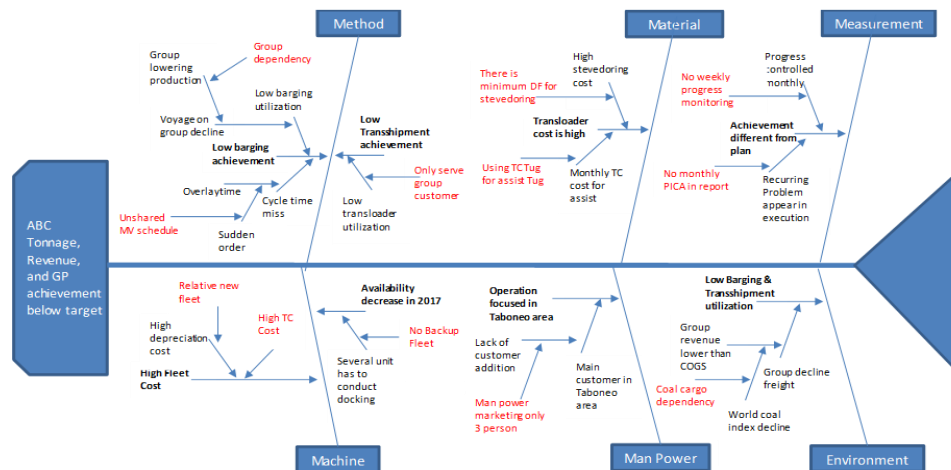 Method
Material
Measurement
Group
lowering
production
Group
dependency
Low barging
utilization
Voyage on
group decline
Low barging
achievement
Low
Transshipment
achievement
Overlaytime
Cycle time
miss
Unshared
MV schedule
Sudden
order
Only serve
group
customer
Low
transloader
utilization
There is
minimum DF for
stevedoring
High
stevedoring
cost
Transloader
cost is high
Using TC Tug
for assist Tug
Monthly TC
cost for
assist
No weekly
progress
monitoring
Progress
controlled
monthly
Achievement
different from
plan
No monthly
PICA in report
Recurring
Problem
appear in
execution
ABC
Tonnage,
Revenue,
and GP
achievement
below target
Relative new
fleet
High
depreciation
cost
High TC
Cost
High Fleet
Cost
Availability
decrease in 2017
No Backup
Fleet
Several unit
has to
conduct
docking
Operation
focused in
Taboneo area
Lack of
customer
addition
Man power
marketing only
3 person
Main
customer in
Taboneo
area
Low Barging &
Transshipment
utilization
Group
revenue
lower than
COGS
Group decline
freight
Coal cargo
dependency
World coal
index decline
Machine
Man Power
Environment